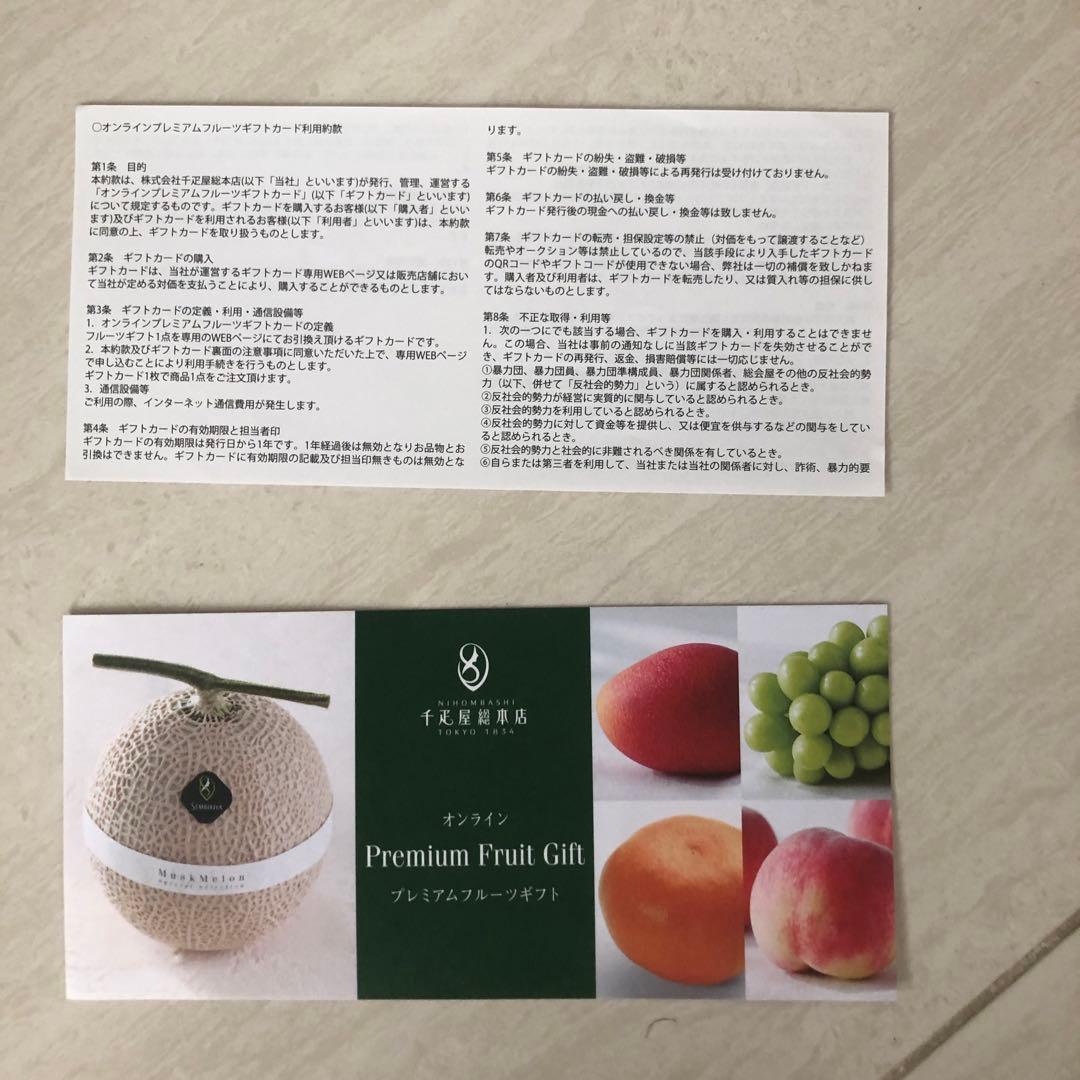 ○オンラインプレミアムフルーツギフトカード利用約款
第1条　目的
本約款は、株式会社千疋屋総本店(以下「当社」といいます)が発行、管理、運営する
「オンラインプレミアムフルーツギフトカード」(以下「ギフトカード」といいます)
について規定するものです。ギフトカードを購入するお客様(以下「購入者」といい
ます)及びギフトカードを利用されるお客様(以下「利用者」といいます)は、本約款
に同意の上、ギフトカードを取り扱うものとします。
第2条　ギフトカードの購入
ギフトカードは、当社が運営するギフトカード専用WEBページ又は販売店舗におい
て当社が定める対価を支払うことにより、購入することができるものとします。
第3条　ギフトカードの定義・利用・通信設備等
1. オンラインプレミアムフルーツギフトカードの定義
フルーツギフト1点を専用のWEBページにてお引換え頂けるギフトカードです。
2. 本約款及びギフトカード裏面の注意事項に同意いただいた上で、専用WEBページ
で申し込むことにより利用手続きを行うものとします。
ギフトカード1枚で商品1点をご注文頂けます。
3. 通信設備等
ご利用の際、インターネット通信費用が発生します。
第4条　ギフトカードの有効期限と担当者印
ギフトカードの有効期限は発行日から1年です。1年経過後は無効となりお品物とお
引換はできません。ギフトカードに有効期限の記載及び担当印無きものは無効とな
ります。
第5条　ギフトカードの紛失・盗難・破損等
ギフトカードの紛失・盗難・破損等による再発行は受け付けておりません。
第6条　ギフトカードの払い戻し・換金等
ギフトカード発行後の現金への払い戻し・換金等は致しません。
第7条　ギフトカードの転売・担保設定等の禁止（対価をもって譲渡することなど）
転売やオークション等は禁止しているので、当該手段により入手したギフトカード
のQRコードやギフトコードが使用できない場合、弊社は一切の補償を致しかねま
す。購入者及び利用者は、ギフトカードを転売したり、又は質入れ等の担保に供し
てはならないものとします。
第8条　不正な取得・利用等
1. 次の一つにでも該当する場合、ギフトカードを購入・利用することはできませ
ん。この場合、当社は事前の通知なしに当該ギフトカードを失効させることがで
き、ギフトカードの再発行、返金、損害賠償等には一切応じません。
①暴力団、暴力団員、暴力団準構成員、暴力団関係者、総会屋その他の反社会的勢
力（以下、併せて「反社会的勢力」という）に属すると認められるとき。
②反社会的勢力が経営に実質的に関与していると認められるとき。
③反社会的勢力を利用していると認められるとき。
④反社会的勢力に対して資金等を提供し、又は便宜を供与するなどの関与をしてい
ると認められるとき。
⑤反社会的勢力と社会的に非難されるべき関係を有しているとき。
⑥自らまたは第三者を利用して、当社または当社の関係者に対し、詐術、暴力的要
NIHOMBASHI
千疋屋総本店
TOKYO 1834
オンライン
Premium Fruit Gift
プレミアムフルーツギフト
SEMBIKIYA
MuskMelon